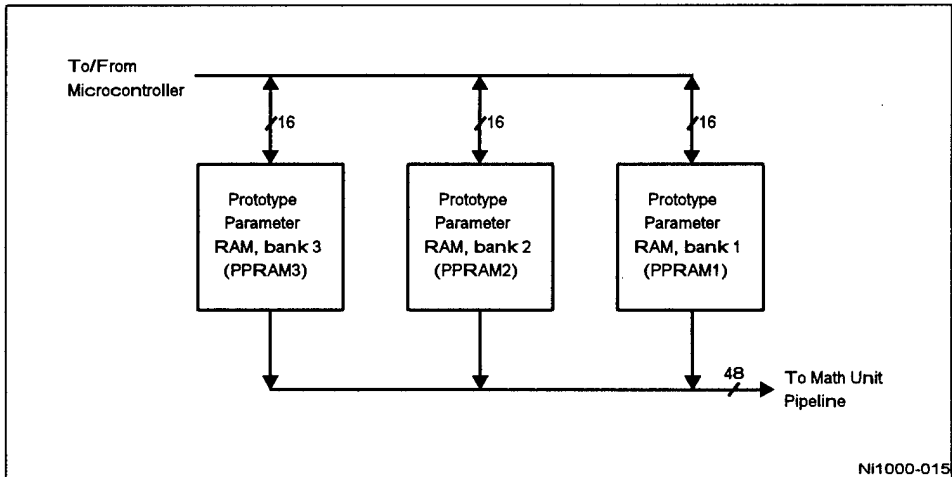 To/From
Microcontroller
16
16
16
Prototype
Parameter
RAM, bank 3
(PPRAM3)
Prototype
Parameter
RAM, bank 2
(PPRAM2)
Prototype
Parameter
RAM, bank 1
(PPRAM1)
48
To Math Unit
Pipeline
Ni1000-015